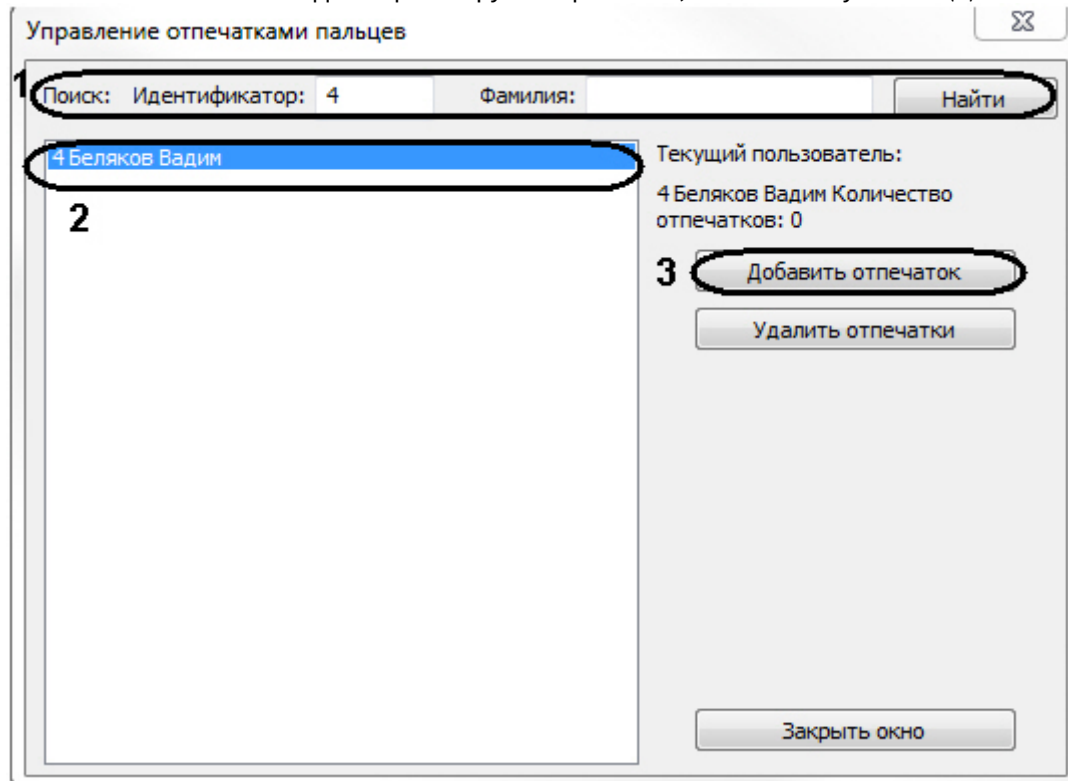 Управление отпечатками пальцев
1 Поиск: Идентификатор: 4 Фамилия: Найти
4 Беляков Вадим
2
Текущий пользователь:
4 Беляков Вадим Количество
отпечатков: 0
3 Добавить отпечаток
Удалить отпечатки
Закрыть окно